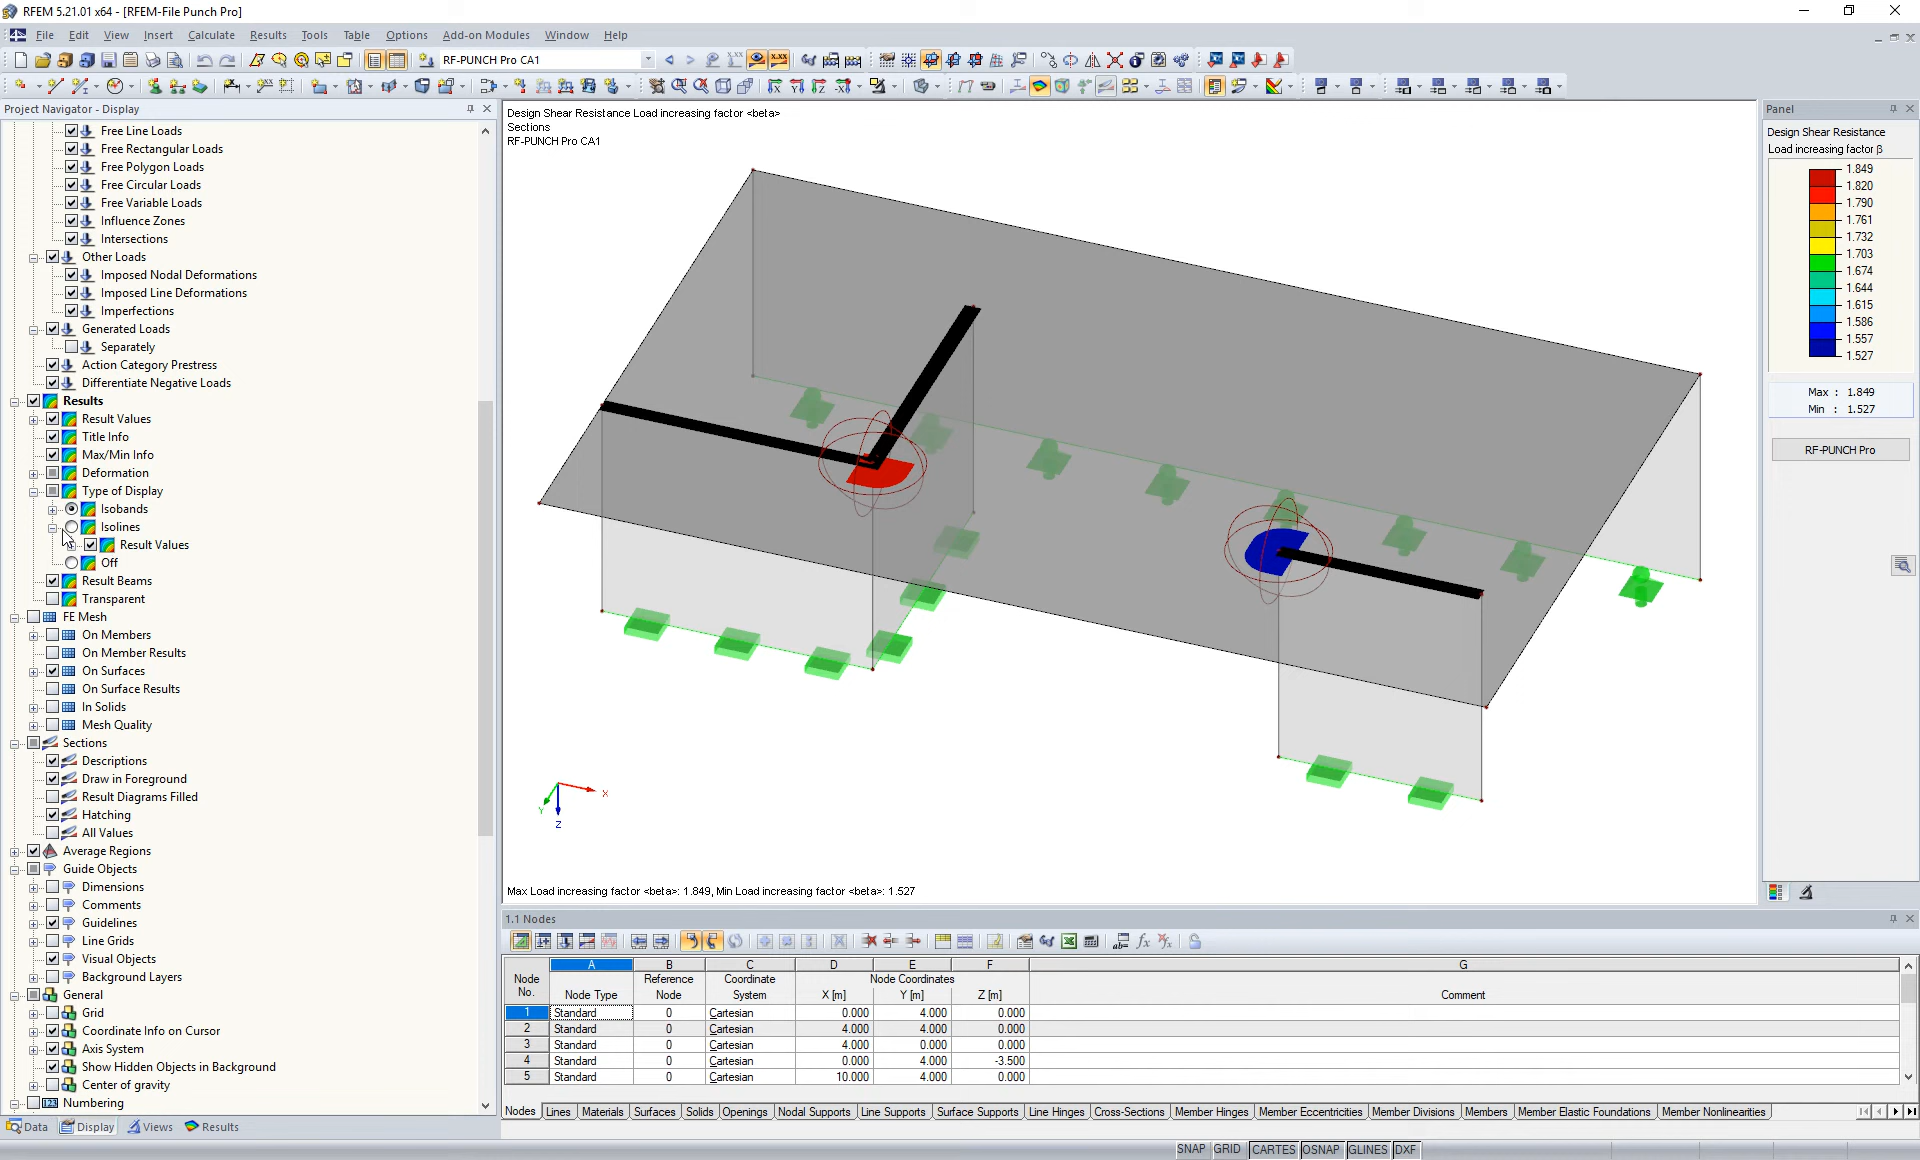 RFEM 5.21.01 x64 - [RFEM-File Punch Pro]
File Edit View Insert Calculate Results Tools Table Options Add-on Modules Window Help
RF-PUNCH Pro CA1
Project Navigator - Display
Free Line Loads
Free Rectangular Loads
Free Polygon Loads
Free Circular Loads
Free Variable Loads
Influence Zones
Intersections
Other Loads
Imposed Nodal Deformations
Imposed Line Deformations
Imperfections
Generated Loads
Separately
Action Category Prestress
Differentiate Negative Loads
Results
Result Values
Title Info
Max/Min Info
Deformation
Type of Display
Isobands
Isolines
Result Values
Off
Result Beams
Transparent
FE Mesh
On Members
On Member Results
On Surfaces
On Surface Results
In Solids
Mesh Quality
Sections
Descriptions
Draw in Foreground
Result Diagrams Filled
Hatching
All Values
Average Regions
Guide Objects
Dimensions
Comments
Guidelines
Line Grids
Visual Objects
Background Layers
General
Grid
Coordinate Info on Cursor
Axis System
Show Hidden Objects in Background
Center of gravity
Numbering
Data Display Views Results
Design Shear Resistance Load increasing factor <beta>
Sections
RF-PUNCH Pro CA1
X
Y
Z
Max Load increasing factor <beta>: 1.849, Min Load increasing factor <beta>: 1.527
Panel
Design Shear Resistance
Load increasing factor β
1.849
1.820
1.790
1.761
1.732
1.703
1.674
1.644
1.615
1.586
1.557
1.527
Max : 1.849
Min : 1.527
RF-PUNCH Pro
1.1 Nodes
A B C D E F G
Node Reference Coordinate Node Coordinates
No. Node Type Node System X [m] Y [m] Z [m] Comment
1 Standard 0 Cartesian 0.000 4.000 0.000
2 Standard 0 Cartesian 4.000 4.000 0.000
3 Standard 0 Cartesian 4.000 0.000 0.000
4 Standard 0 Cartesian 0.000 4.000 -3.500
5 Standard 0 Cartesian 10.000 4.000 0.000
Nodes Lines Materials Surfaces Solids Openings Nodal Supports Line Supports Surface Supports Line Hinges Cross-Sections Member Hinges Member Eccentricities Member Divisions Members Member Elastic Foundations Member Nonlinearities
SNAP GRID CARTES OSNAP GLINES DXF